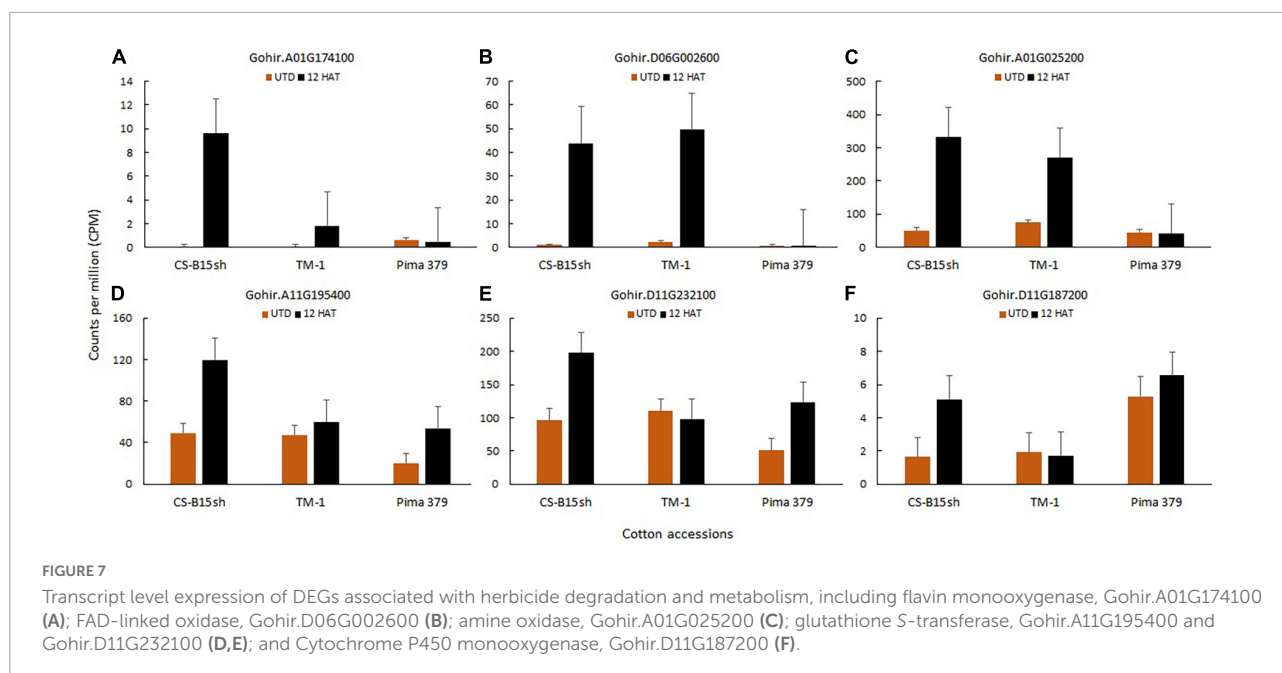 A
Gohir.A01G174100
UTD 12 HAT
14
12
10
8
6
4
2
0
CS-B15sh TM-1 Pima 379
B
Gohir.D06G002600
UTD 12 HAT
70
60
50
40
30
20
10
0
CS-B15sh TM-1 Pima 379
C
Gohir.A01G025200
UTD 12 HAT
500
400
300
200
100
0
CS-B15sh TM-1 Pima 379
Counts per million (CPM)
D
Gohir.A11G195400
UTD 12 HAT
160
120
80
40
0
CS-B15sh TM-1 Pima 379
E
Gohir.D11G232100
UTD 12 HAT
250
200
150
100
50
0
CS-B15sh TM-1 Pima 379
F
Gohir.D11G187200
UTD 12 HAT
10
8
6
4
2
0
CS-B15sh TM-1 Pima 379
Cotton accessions
FIGURE 7
Transcript level expression of DEGs associated with herbicide degradation and metabolism, including flavin monooxygenase, Gohir.A01G174100
(A); FAD-linked oxidase, Gohir.D06G002600 (B); amine oxidase, Gohir.A01G025200 (C); glutathione S-transferase, Gohir.A11G195400 and
Gohir.D11G232100 (D,E); and Cytochrome P450 monooxygenase, Gohir.D11G187200 (F).